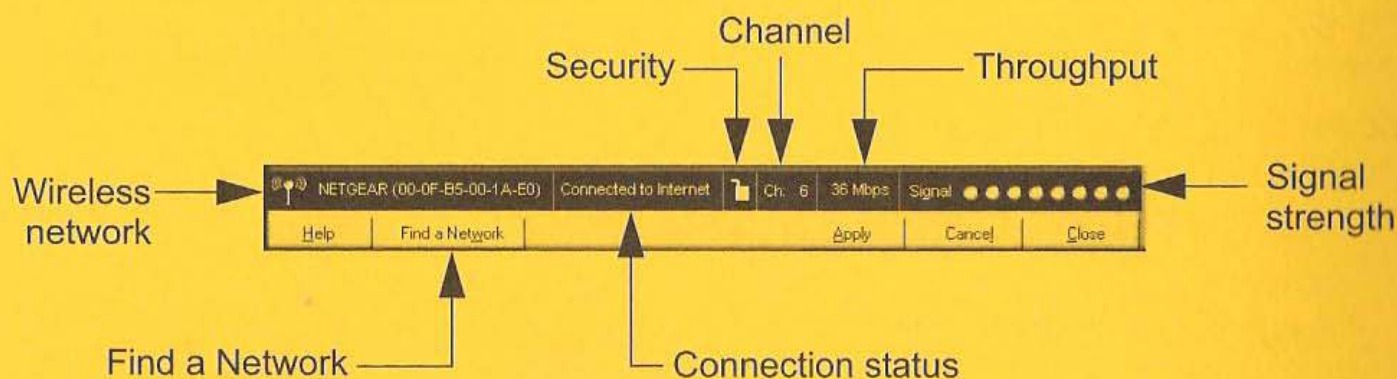 Channel
Security
Throughput
Wireless
network
NETGEAR (00-0F-B5-00-1A-E0) Connected to Internet Ch: 6 36 Mbps Signal
Signal
strength
Help Find a Network Apply Cancel Close
Find a Network
Connection status